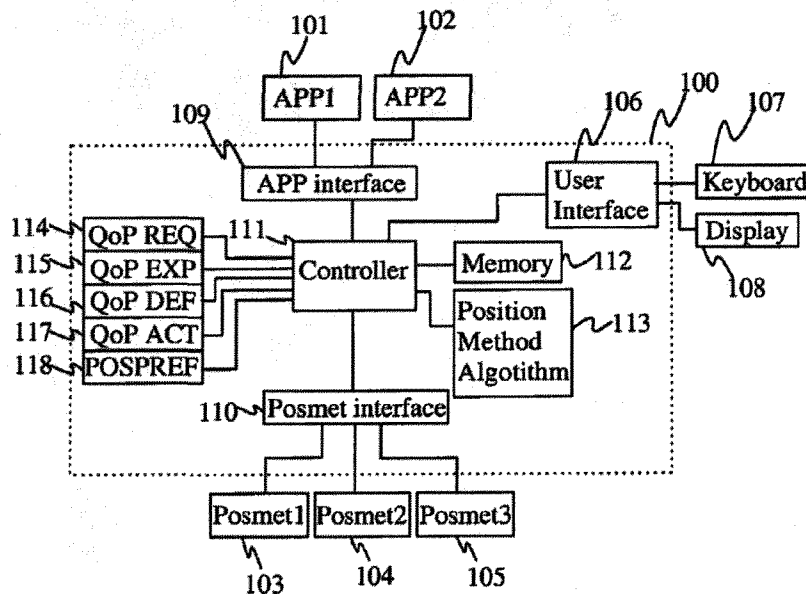 101
102
APP1
APP2
109
106
100
107
APP interface
User
Interface
Keyboard
Display
108
114
QoP REQ
111
115
QoP EXP
Controller
Memory
112
116
QoP DEF
117
QoP ACT
Position
Method
Algotithm
113
118
POSPREF
110
Posmet interface
Posmet1
Posmet2
Posmet3
103
104
105